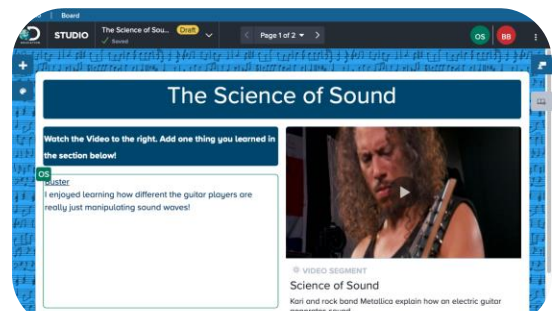 Board
STUDIO
The Science of Sou...
Draft
Saved
Page 1 of 2
OS
BB
The Science of Sound
Watch the Video to the right. Add one thing you learned in
the section below!
OS
Buster
I enjoyed learning how different the guitar players are
really just manipulating sound waves!
VIDEO SEGMENT
Science of Sound
Kari and rock band Metallica explain how an electric guitar
generates sound